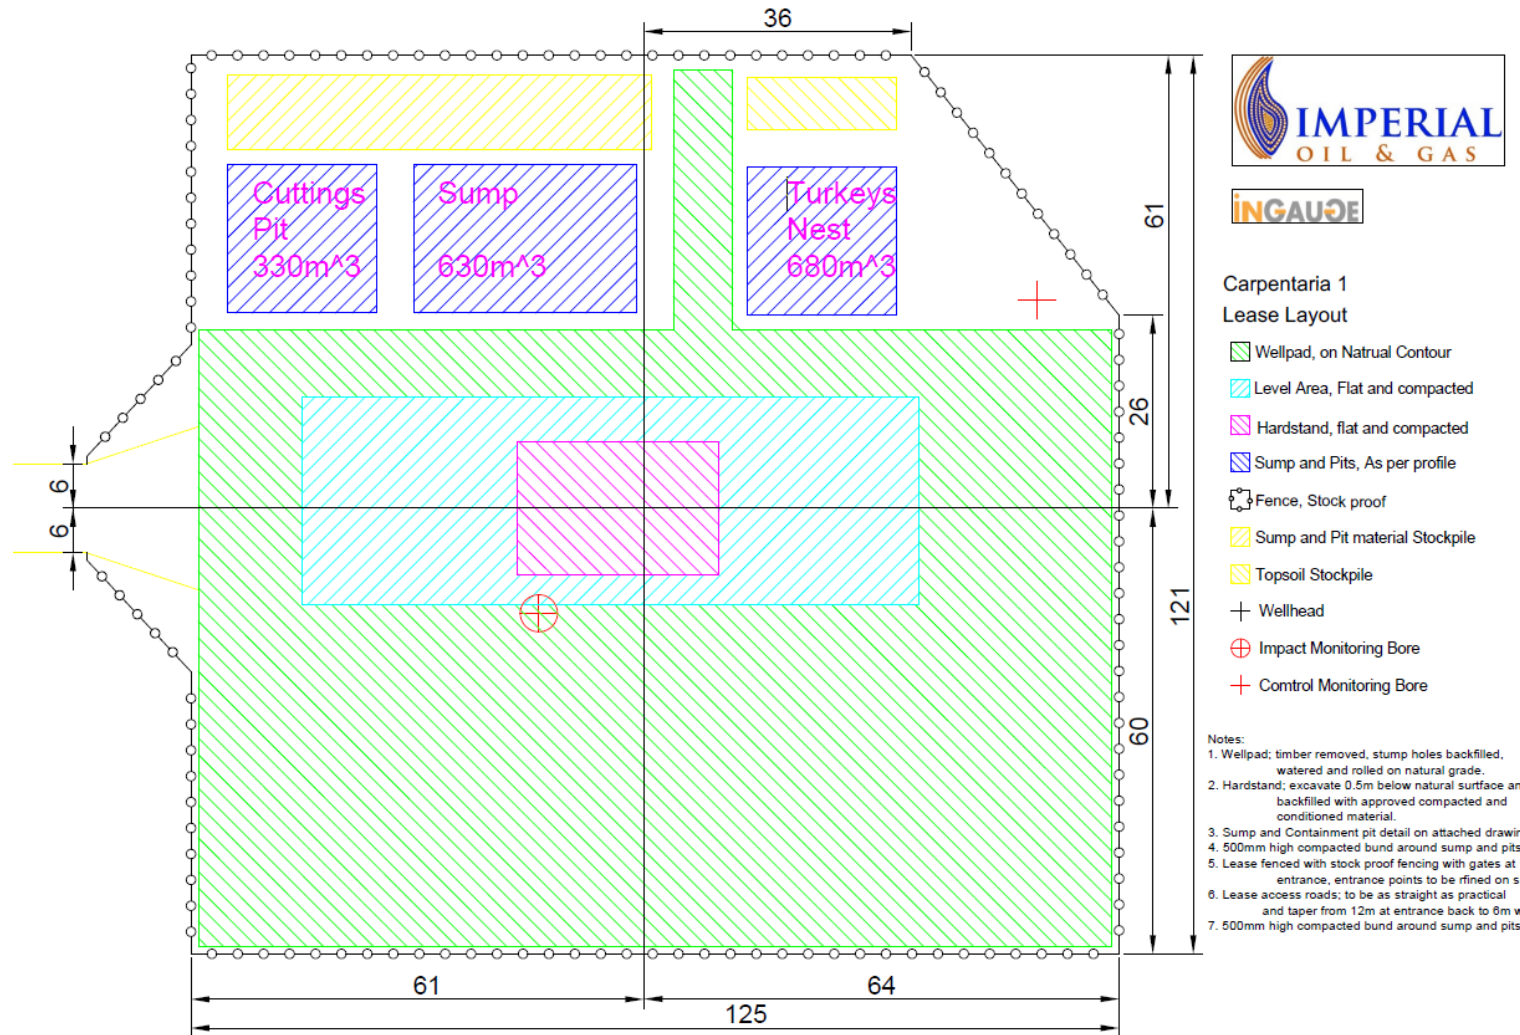 36
IMPERIAL
OIL & GAS
INGAUGE
Cuttings
Pit
330m^3
Sump
630m^3
Turkeys
Nest
680m^3
61
26
6
6
121
60
61
64
125
Carpentaria 1
Lease Layout
Wellpad, on Natrual Contour
Level Area, Flat and compacted
Hardstand, flat and compacted
Sump and Pits, As per profile
Fence, Stock proof
Sump and Pit material Stockpile
Topsoil Stockpile
Wellhead
Impact Monitoring Bore
Comtrol Monitoring Bore
Notes:
1. Wellpad; timber removed, stump holes backfilled,
watered and rolled on natural grade.
2. Hardstand; excavate 0.5m below natural surtface an
backfilled with approved compacted and
conditioned material.
3. Sump and Containment pit detail on attached drawin
4. 500mm high compacted bund around sump and pits
5. Lease fenced with stock proof fencing with gates at
entrance, entrance points to be rfined on s
6. Lease access roads; to be as straight as practical
and taper from 12m at entrance back to 6m w
7. 500mm high compacted bund around sump and pits